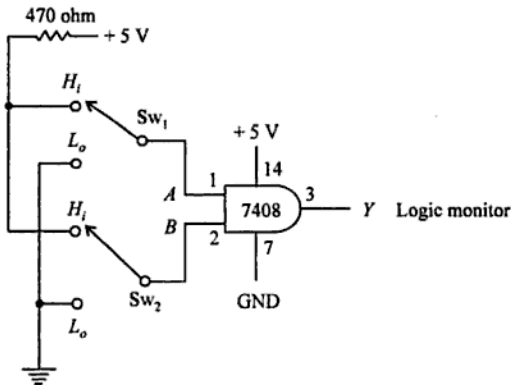 470 ohm
+ 5 V
Hi
Sw1
Lo
+ 5 V
14
1
A
7408
3
Y Logic monitor
Hi
B
2
7
Sw2
GND
Lo